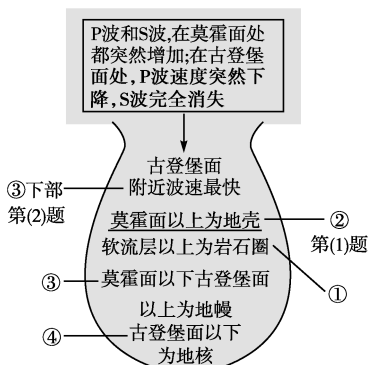 P波和S波,在莫霍面处
都突然增加;在古登堡
面处,P波速度突然下
降,S波完全消失
古登堡面
③下部
附近波速最快
第(2)题
莫霍面以上为地壳
②
软流层以上为岩石圈
第(1)题
③
莫霍面以下古登堡面
①
以上为地幔
④
古登堡面以下
为地核